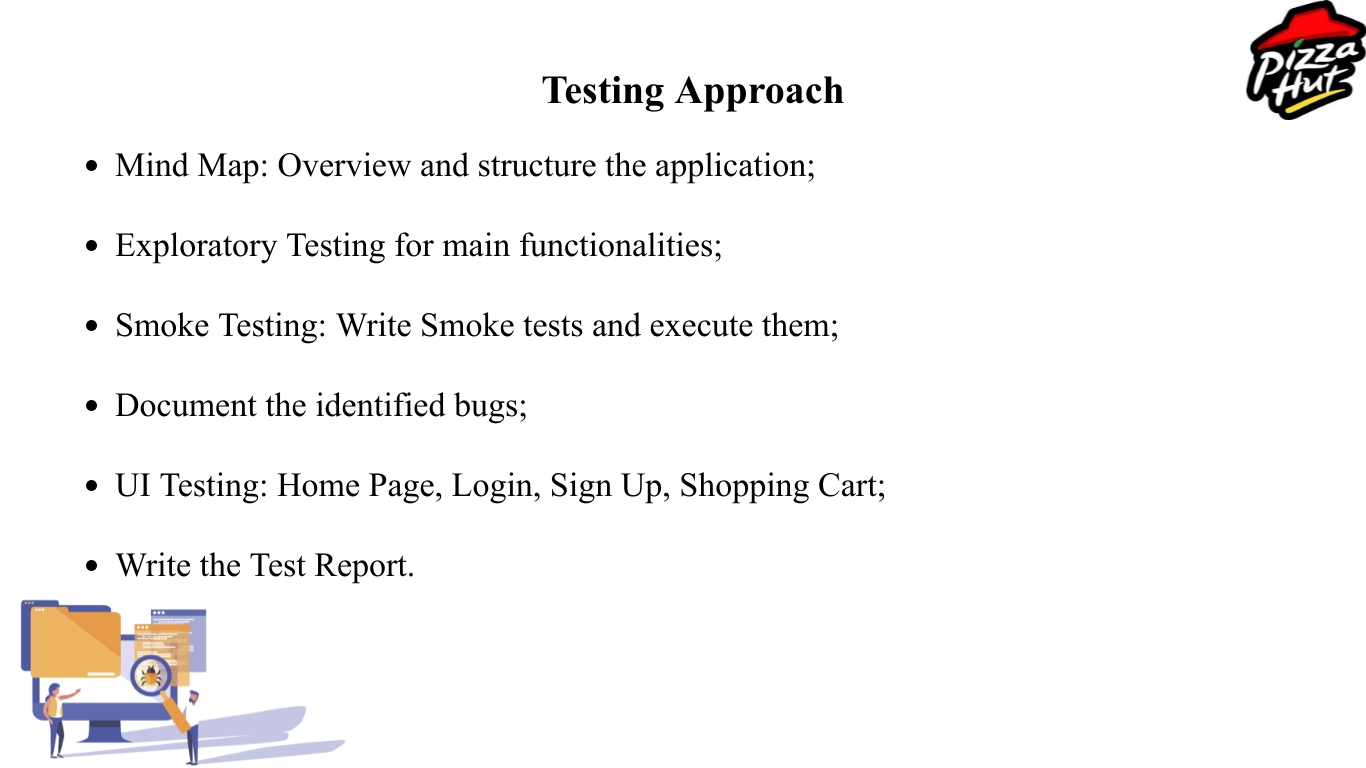 Pizza
Hut
Testing Approach
• Mind Map: Overview and structure the application;
• Exploratory Testing for main functionalities;
• Smoke Testing: Write Smoke tests and execute them;
• Document the identified bugs;
• UI Testing: Home Page, Login, Sign Up, Shopping Cart;
• Write the Test Report.